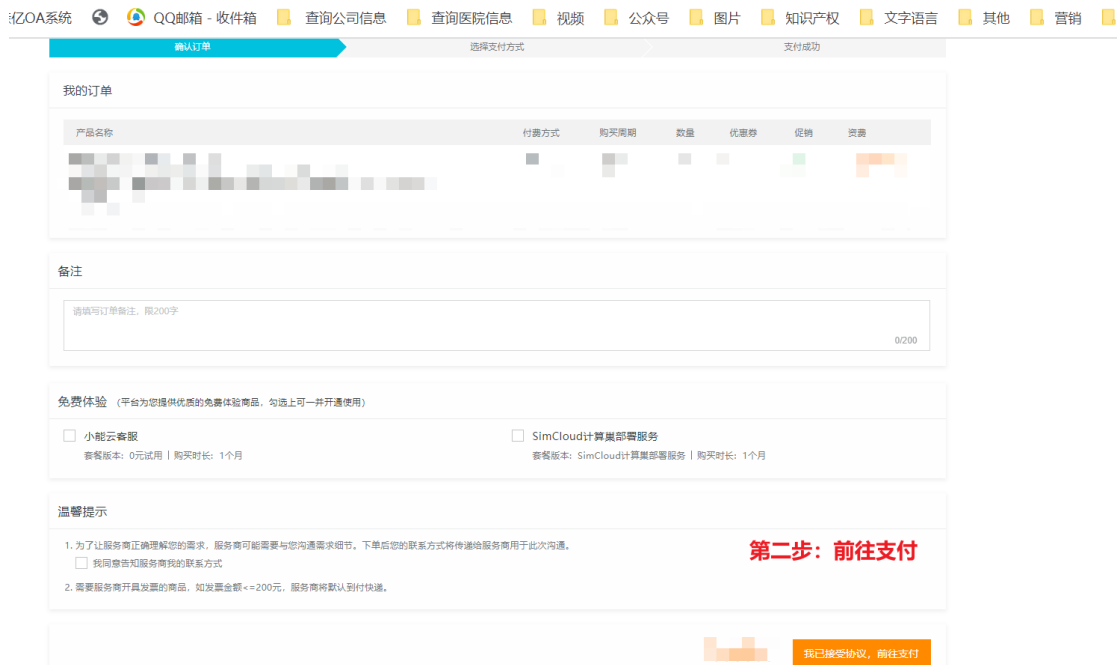 亿OA系统 QQ邮箱 - 收件箱 查询公司信息 查询医院信息 视频 公众号 图片 知识产权 文字语言 其他 营销
确认订单 选择支付方式 支付成功
我的订单
产品名称 付费方式 购买周期 数量 优惠券 促销 资费
备注
请填写订单备注，限200字
0/200
免费体验 （平台为您提供优质的免费体验商品，勾选上可一并开通使用）
小能云客服 SimCloud计算巢部署服务
套餐版本：0元试用 | 购买时长：1个月 套餐版本：SimCloud计算巢部署服务 | 购买时长：1个月
温馨提示
1. 为了让服务商正确理解您的需求，服务商可能需要与您沟通需求细节。下单后您的联系方式将传递给服务商用于此次沟通。
我同意告知服务商我的联系方式
第二步：前往支付
2. 需要服务商开具发票的商品，如发票金额<=200元，服务商将默认到付快递。
我已接受协议，前往支付